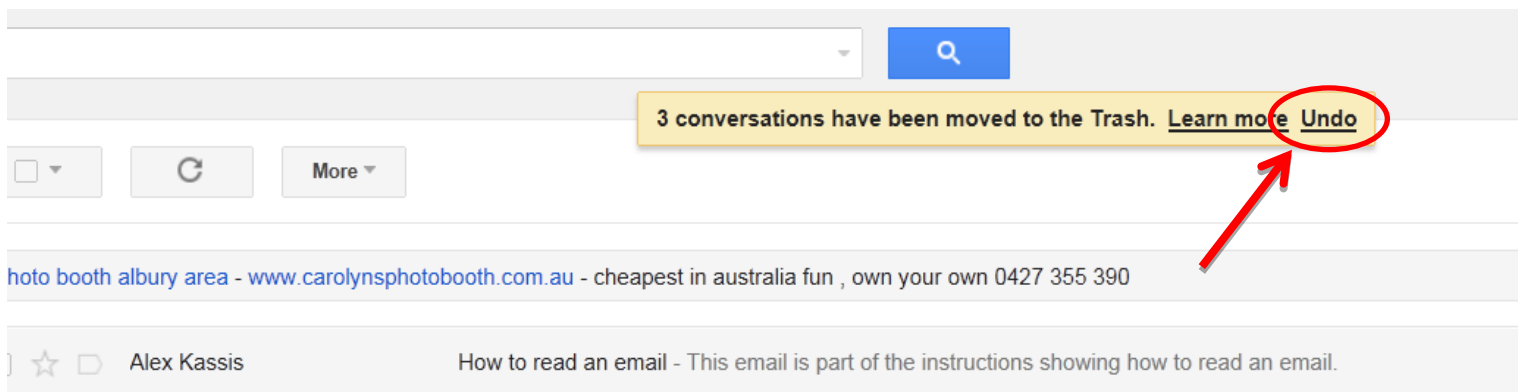 3 conversations have been moved to the Trash. Learn more Undo
More
hoto booth albury area - www.carolynsphotobooth.com.au - cheapest in australia fun , own your own 0427 355 390
Alex Kassis How to read an email - This email is part of the instructions showing how to read an email.